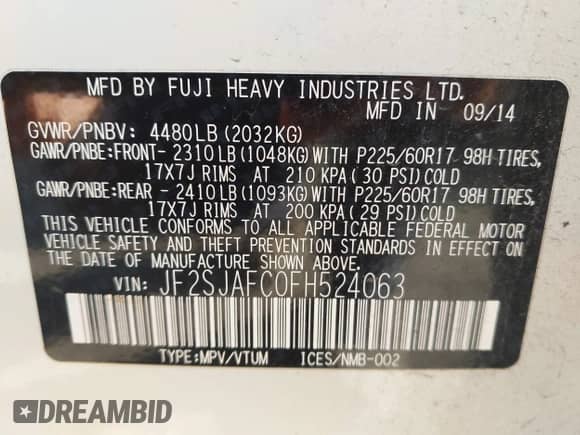 MFD BY FUJI HEAVY INDUSTRIES LTD.
MFD IN 09/14
GVWR/PNBV: 4480LB(2032KG)
GAWR/PNBE:FRONT- 2310LB(1048KG)WITH P225/60R17 98H TIRES,
17X7J RIMS AT 210 KPA( 30 PSI)COLD
GAWR/PNBE:REAR - 2410LB(1093KG)WITH P225/60R17 98H TIRES,
17X7J RIMS AT 200 KPA( 29 PSI)COLD
THIS VEHICLE CONFORMS TO ALL APPLICABLE FEDERAL MOTOR
VEHICLE SAFETY AND THEFT PREVENTION STANDARDS IN EFFECT
ON THE DATE OF MANUFACTURE SHOWN ABOVE.
VIN: JF2SJAFC0FH524063
TYPE:MPV/VTUM ICES/NMB-002
DREAMBID